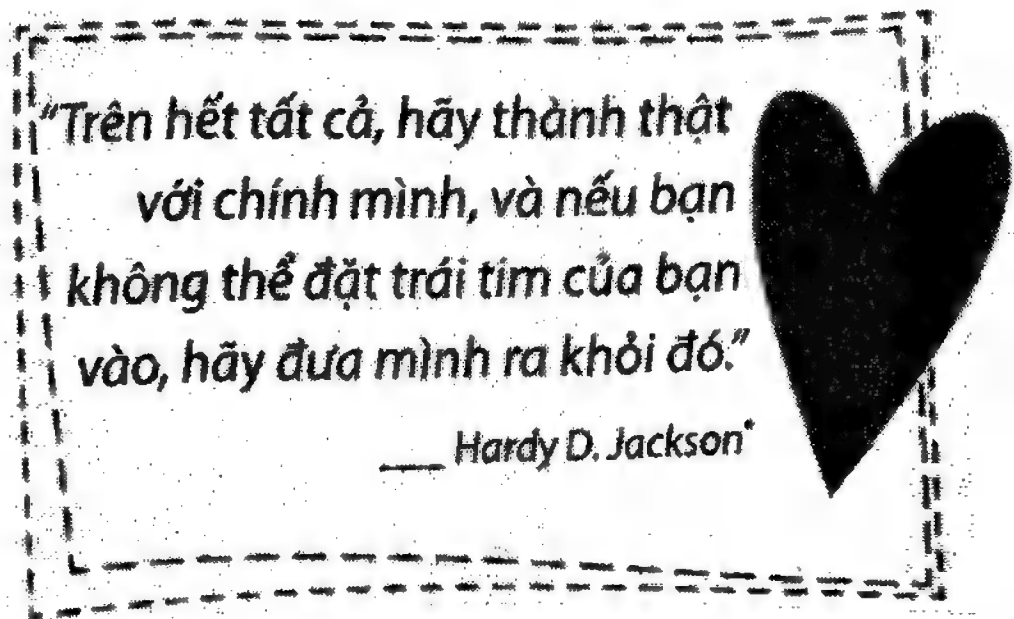 “Trên hết tất cả, hãy thành thật
với chính mình, và nếu bạn
không thể đặt trái tim của bạn
vào, hãy đưa mình ra khỏi đó.”
___ Hardy D. Jackson*